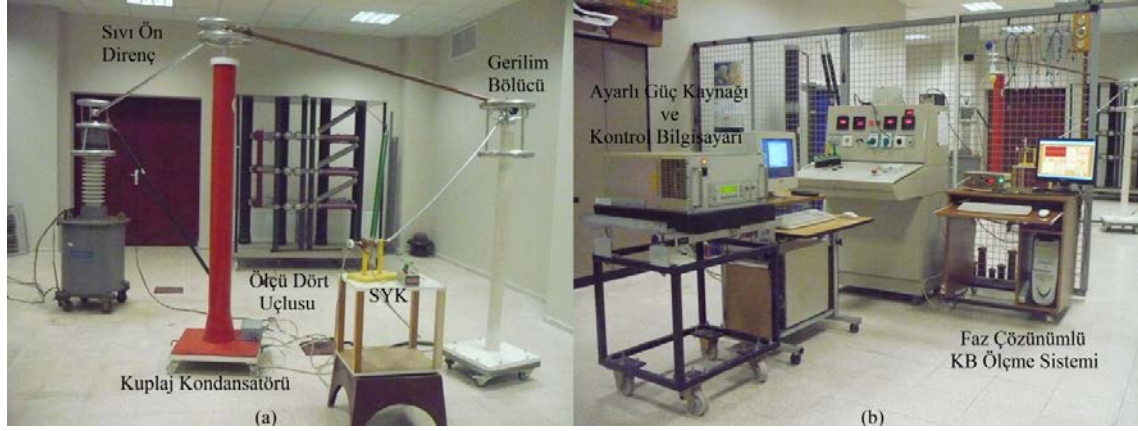 Sıvı Ön
Direnç
Gerilim
Bölücü
Ölçü Dört
Uçlusu
SYK
Kuplaj Kondansatörü
(a)
Ayarlı Güç Kaynağı
ve
Kontrol Bilgisayarı
Faz Çözünümlü
KB Ölçme Sistemi
(b)